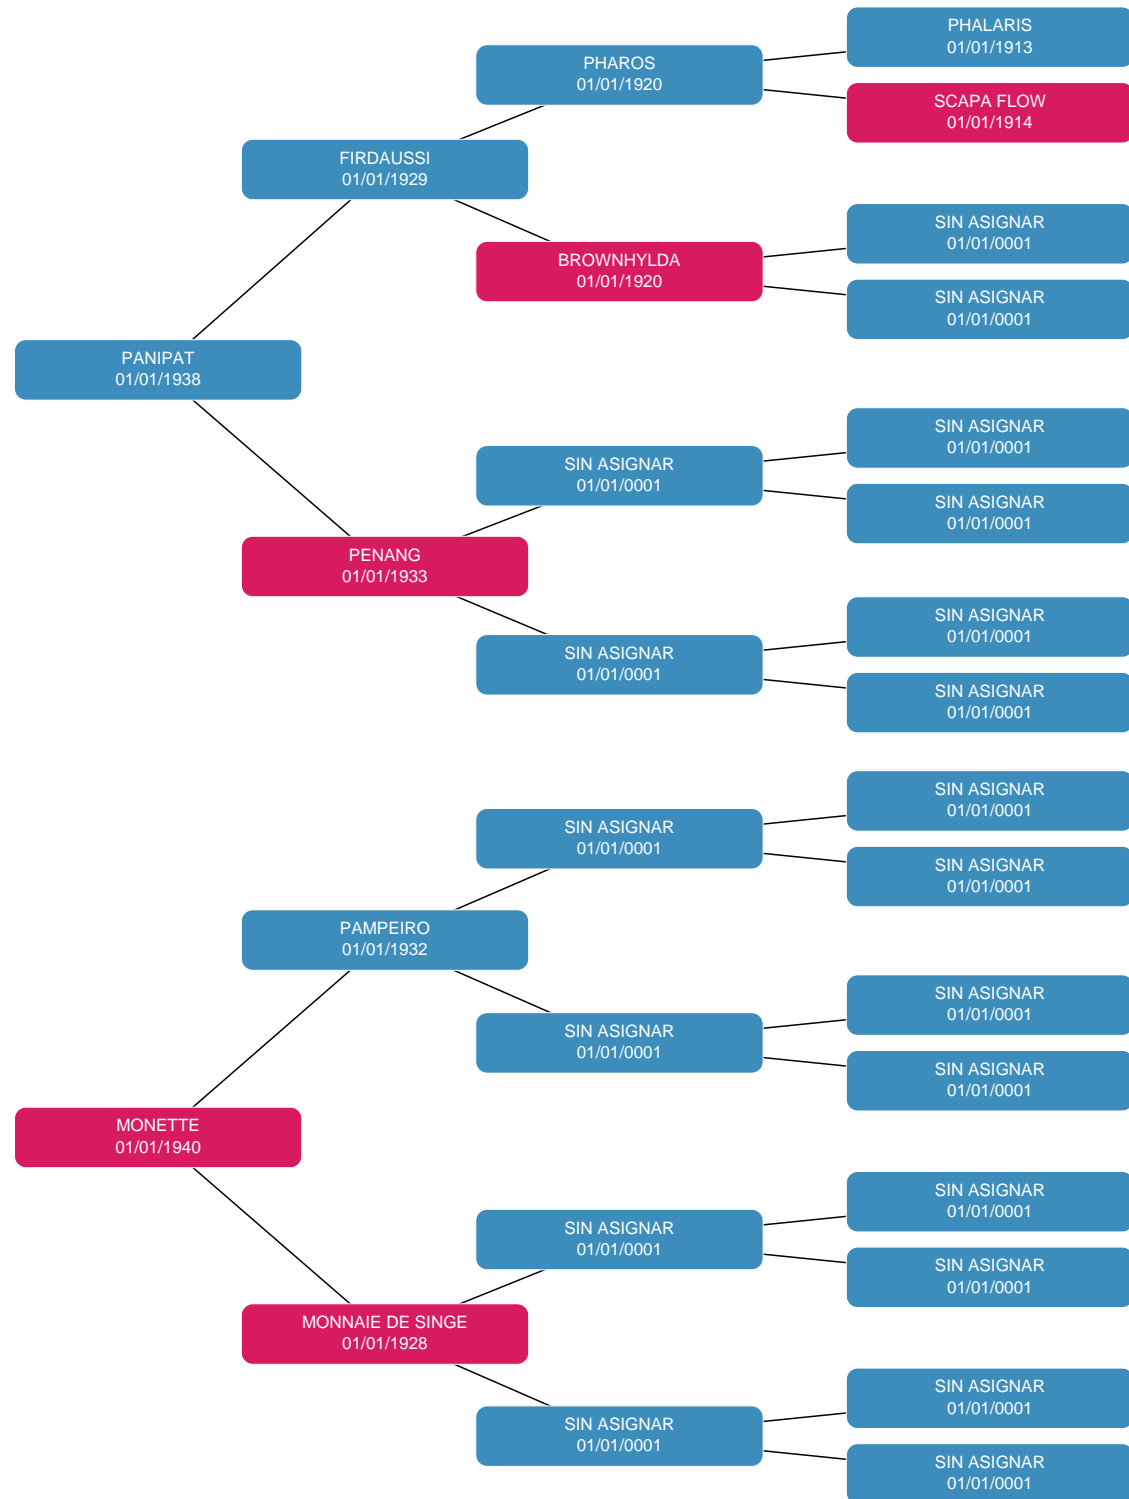 PHALARIS
01/01/1913
PHAROS
01/01/1920
SCAPA FLOW
01/01/1914
FIRDAUSSI
01/01/1929
SIN ASIGNAR
01/01/0001
BROWNHYLDA
01/01/1920
SIN ASIGNAR
01/01/0001
PANIPAT
01/01/1938
SIN ASIGNAR
01/01/0001
SIN ASIGNAR
01/01/0001
SIN ASIGNAR
01/01/0001
PENANG
01/01/1933
SIN ASIGNAR
01/01/0001
SIN ASIGNAR
01/01/0001
SIN ASIGNAR
01/01/0001
SIN ASIGNAR
01/01/0001
SIN ASIGNAR
01/01/0001
SIN ASIGNAR
01/01/0001
PAMPEIRO
01/01/1932
SIN ASIGNAR
01/01/0001
SIN ASIGNAR
01/01/0001
SIN ASIGNAR
01/01/0001
MONETTE
01/01/1940
SIN ASIGNAR
01/01/0001
SIN ASIGNAR
01/01/0001
SIN ASIGNAR
01/01/0001
MONNAIE DE SINGE
01/01/1928
SIN ASIGNAR
01/01/0001
SIN ASIGNAR
01/01/0001
SIN ASIGNAR
01/01/0001